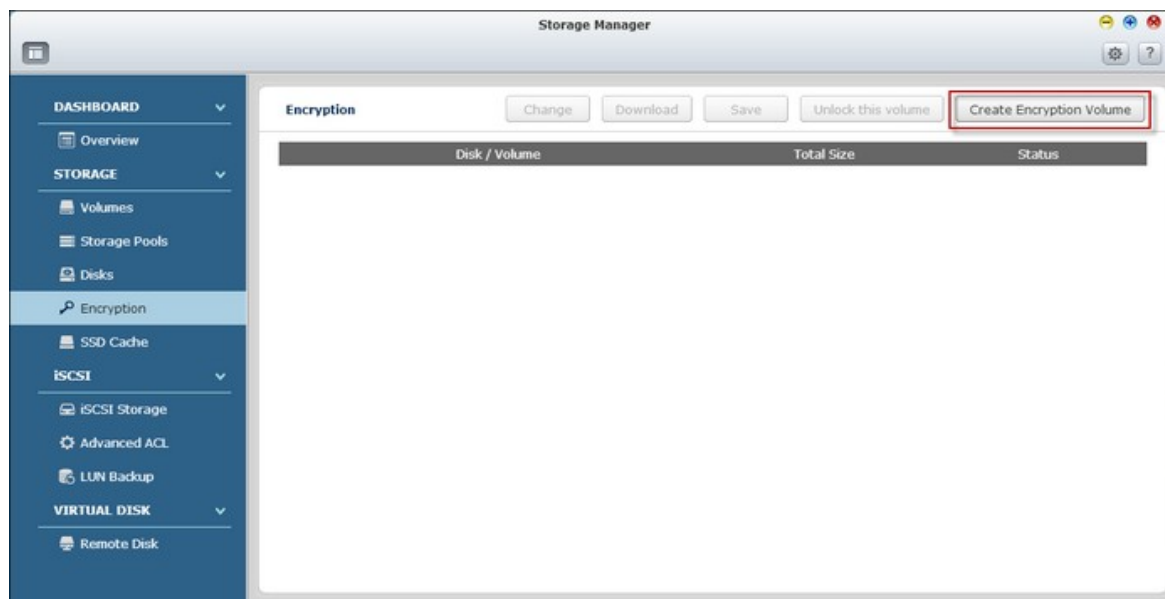 Storage Manager
?
DASHBOARD
Overview
STORAGE
Volumes
Storage Pools
Disks
Encryption
SSD Cache
iSCSI
iSCSI Storage
Advanced ACL
LUN Backup
VIRTUAL DISK
Remote Disk
Encryption Change Download Save Unlock this volume Create Encryption Volume
Disk / Volume Total Size Status